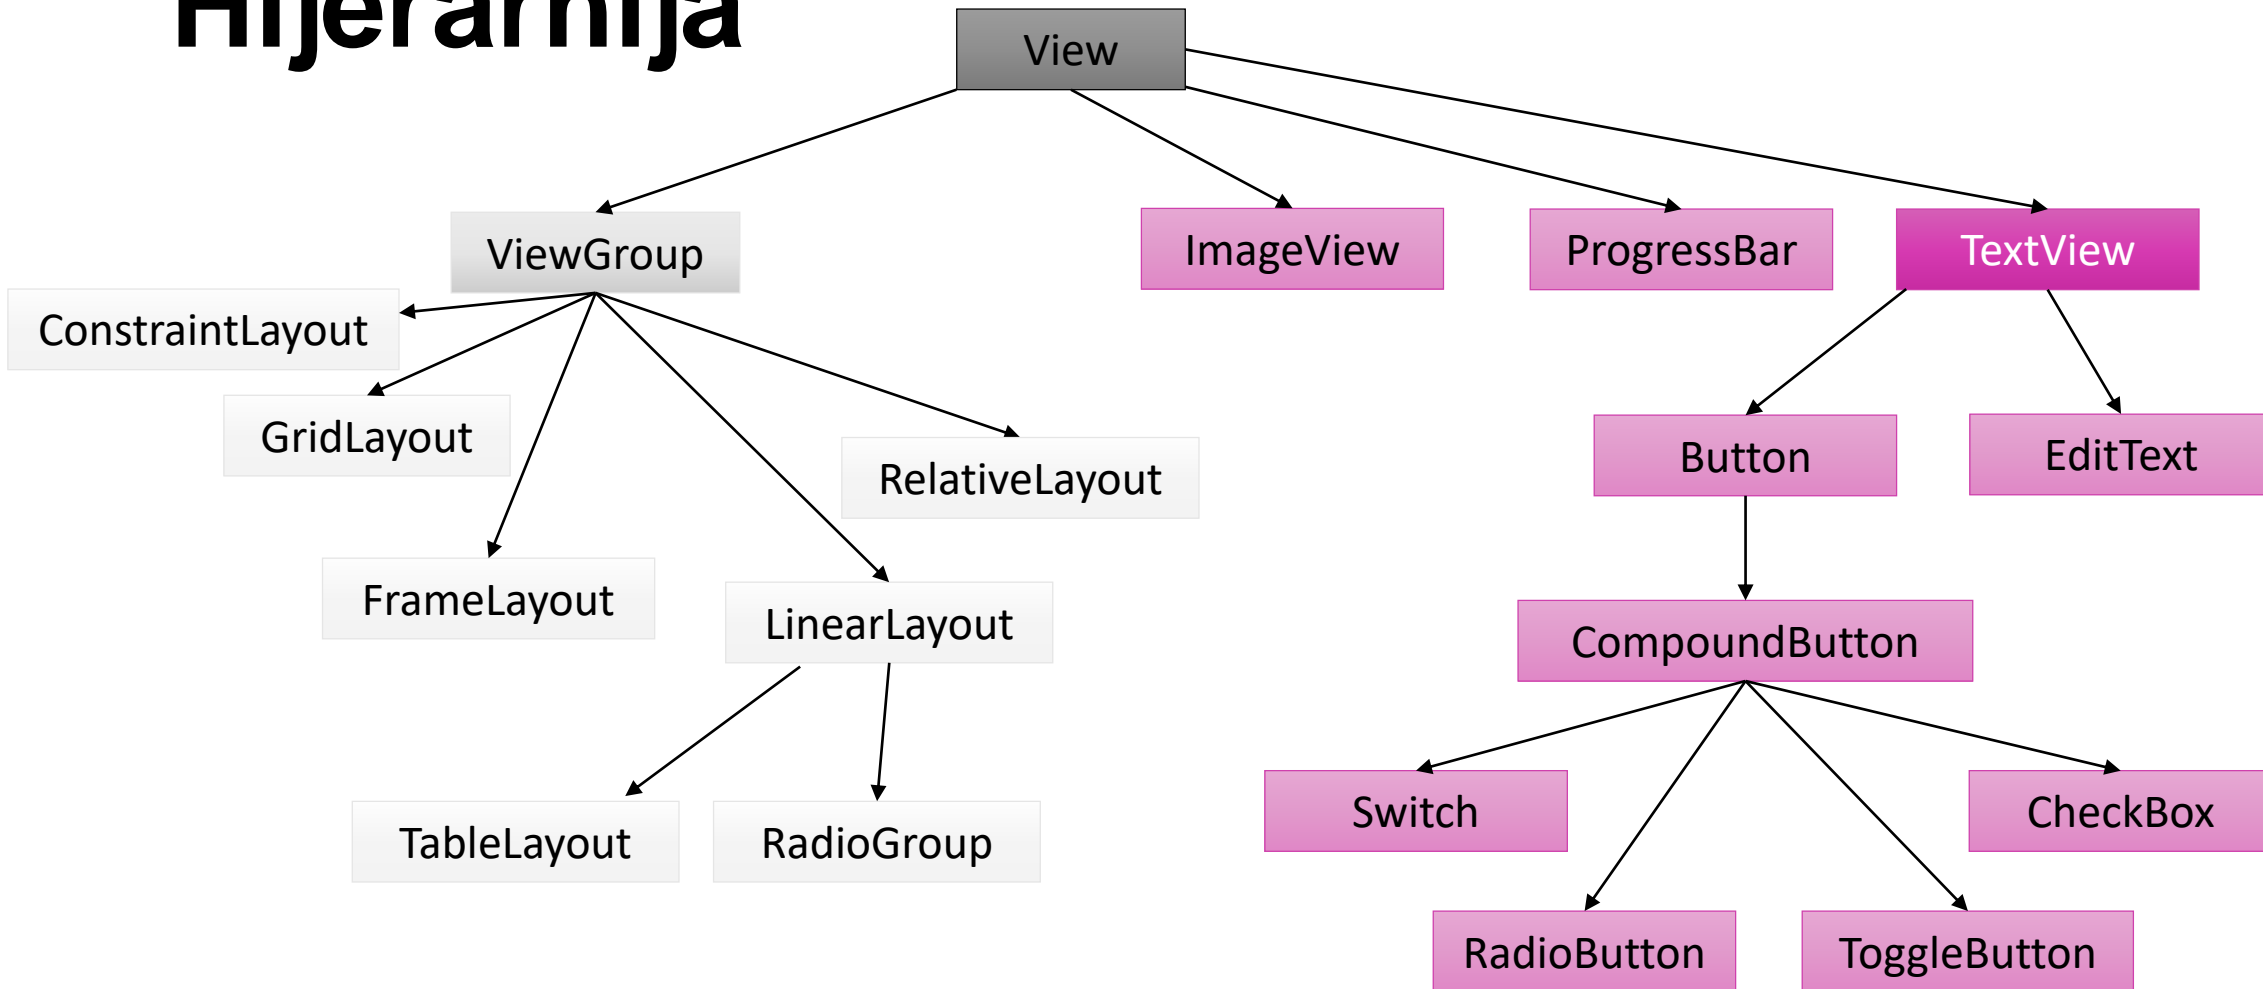 Hijerarhija
View
ViewGroup
ImageView
ProgressBar
TextView
ConstraintLayout
GridLayout
RelativeLayout
Button
EditText
FrameLayout
LinearLayout
CompoundButton
TableLayout
RadioGroup
Switch
CheckBox
RadioButton
ToggleButton